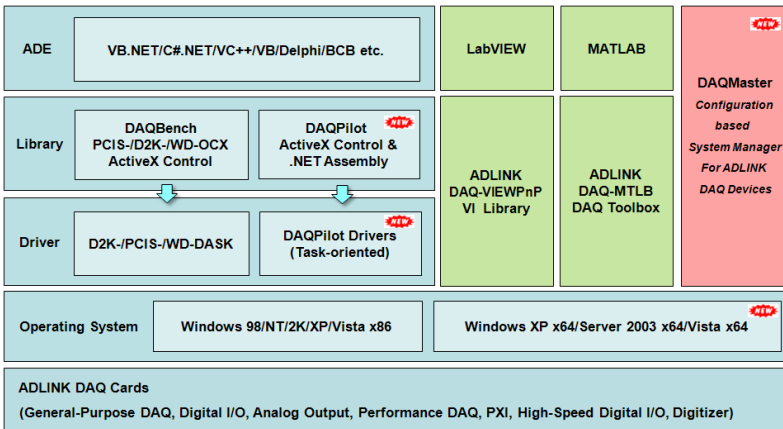 ADE
VB.NET/C#.NET/VC++/VB/Delphi/BCB etc.
LabVIEW
MATLAB
NEW
DAQMaster
Configuration
based
System Manager
For ADLINK
DAQ Devices
Library
DAQBench
PCIS-/D2K-/WD-OCX
ActiveX Control
NEW
DAQPilot
ActiveX Control &
.NET Assembly
ADLINK
DAQ-VIEWPnP
VI Library
ADLINK
DAQ-MTLB
DAQ Toolbox
Driver
D2K-/PCIS-/WD-DASK
NEW
DAQPilot Drivers
(Task-oriented)
Operating System
Windows 98/NT/2K/XP/Vista x86
NEW
Windows XP x64/Server 2003 x64/Vista x64
ADLINK DAQ Cards
(General-Purpose DAQ, Digital I/O, Analog Output, Performance DAQ, PXI, High-Speed Digital I/O, Digitizer)